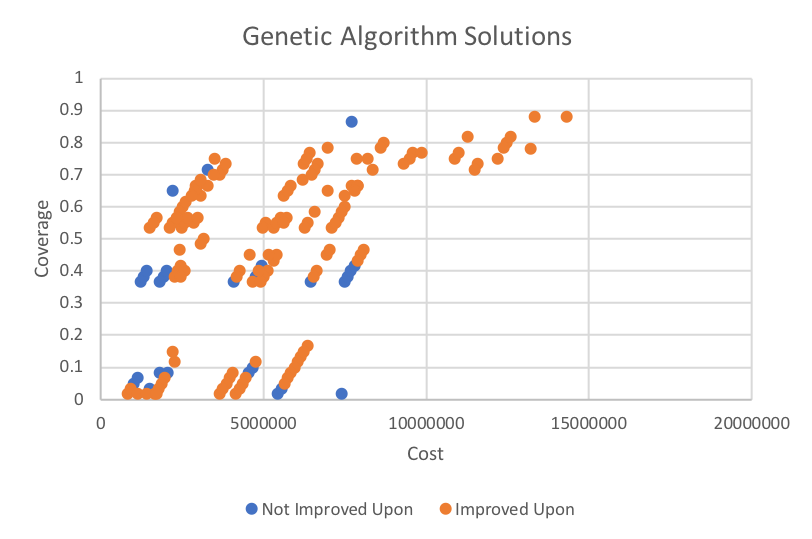 Genetic Algorithm Solutions
1
0.9
0.8
0.7
0.6
0.5
0.4
0.3
0.2
0.1
0
Coverage
0 5000000 10000000 15000000 20000000
Cost
Not Improved Upon Improved Upon